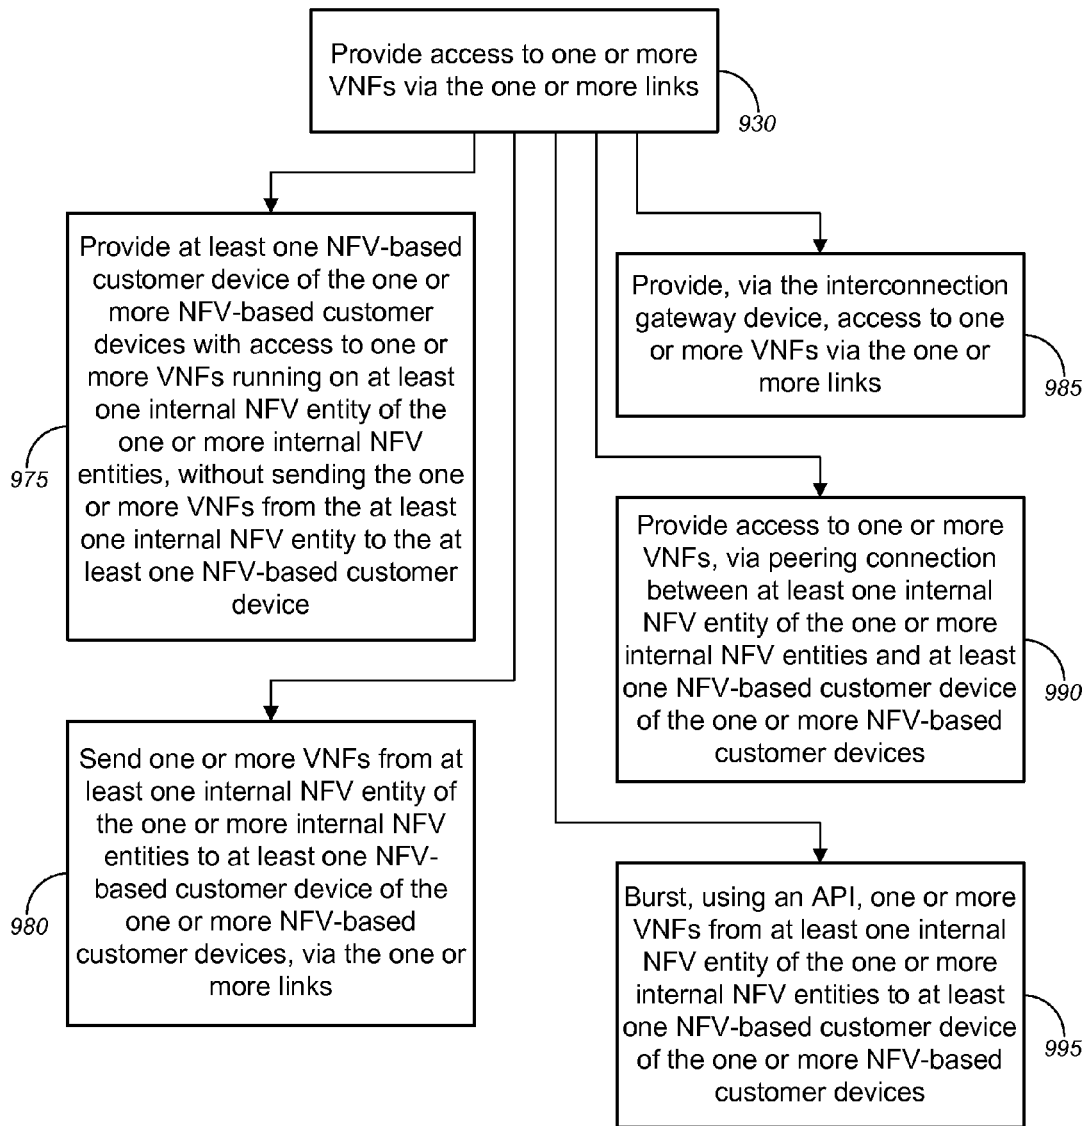 Provide access to one or more
VNFs via the one or more links
930
Provide at least one NFV-based
customer device of the one or
more NFV-based customer
devices with access to one or
more VNFs running on at least
one internal NFV entity of the
one or more internal NFV
entities, without sending the one
or more VNFs from the at least
one internal NFV entity to the at
least one NFV-based customer
device
975
Send one or more VNFs from at
least one internal NFV entity of
the one or more internal NFV
entities to at least one NFV-
based customer device of the
one or more NFV-based
customer devices, via the one or
more links
980
Provide, via the interconnection
gateway device, access to one
or more VNFs via the one or
more links
985
Provide access to one or more
VNFs, via peering connection
between at least one internal
NFV entity of the one or more
internal NFV entities and at least
one NFV-based customer device
of the one or more NFV-based
customer devices
990
Burst, using an API, one or more
VNFs from at least one internal
NFV entity of the one or more
internal NFV entities to at least
one NFV-based customer device
of the one or more NFV-based
customer devices
995